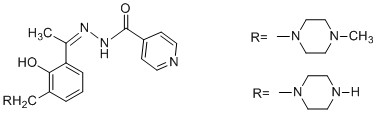 O
H₃C
N
N
H
HO
N
RH₂C
R= -N N-CH₃
R= -N N-H